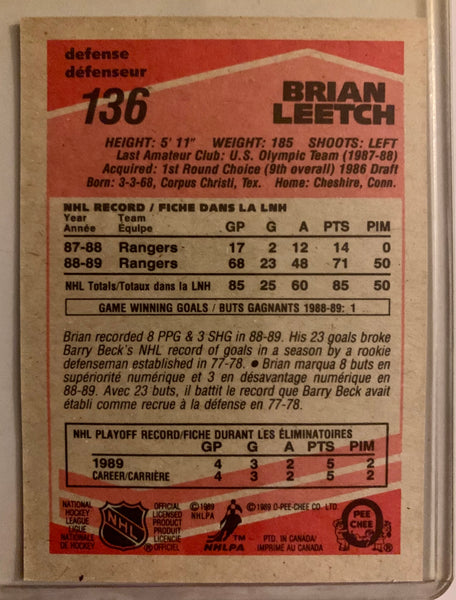 defense
défenseur
136
BRIAN
LEETCH
HEIGHT: 5' 11" WEIGHT: 185 SHOOTS: LEFT
Last Amateur Club: U.S. Olympic Team (1987-88)
Acquired: 1st Round Choice (9th overall) 1986 Draft
Born: 3-3-68, Corpus Christi, Tex. Home: Cheshire, Conn.
NHL RECORD / FICHE DANS LA LNH
Year Team
Année Équipe GP G A PTS PIM
87-88 Rangers 17 2 12 14 0
88-89 Rangers 68 23 48 71 50
NHL Totals/Totaux dans la LNH 85 25 60 85 50
GAME WINNING GOALS / BUTS GAGNANTS 1988-89: 1
Brian recorded 8 PPG & 3 SHG in 88-89. His 23 goals broke
Barry Beck's NHL record of goals in a season by a rookie
defenseman established in 77-78. • Brian marqua 8 buts en
supériorité numérique et 3 en désavantage numérique en
88-89. Avec 23 buts, il battit le record que Barry Beck avait
établi comme recrue à la défense en 77-78.
NHL PLAYOFF RECORD/FICHE DURANT LES ÉLIMINATOIRES
GP G A PTS PIM
1989 4 3 2 5 2
CAREER/CARRIÈRE 4 3 2 5 2
NATIONAL
HOCKEY
LEAGUE
LIGUE
NATIONALE
DE HOCKEY
NHL
®
OFFICIAL
LICENSED
PRODUCT
PRODUIT
OFFICIEL
© 1989
NHLPA
NHLPA
© 1989 O-PEE-CHEE CO. LTD.
PTD. IN CANADA/
IMPRIMÉ AU CANADA
O
PEE
CHEE
®